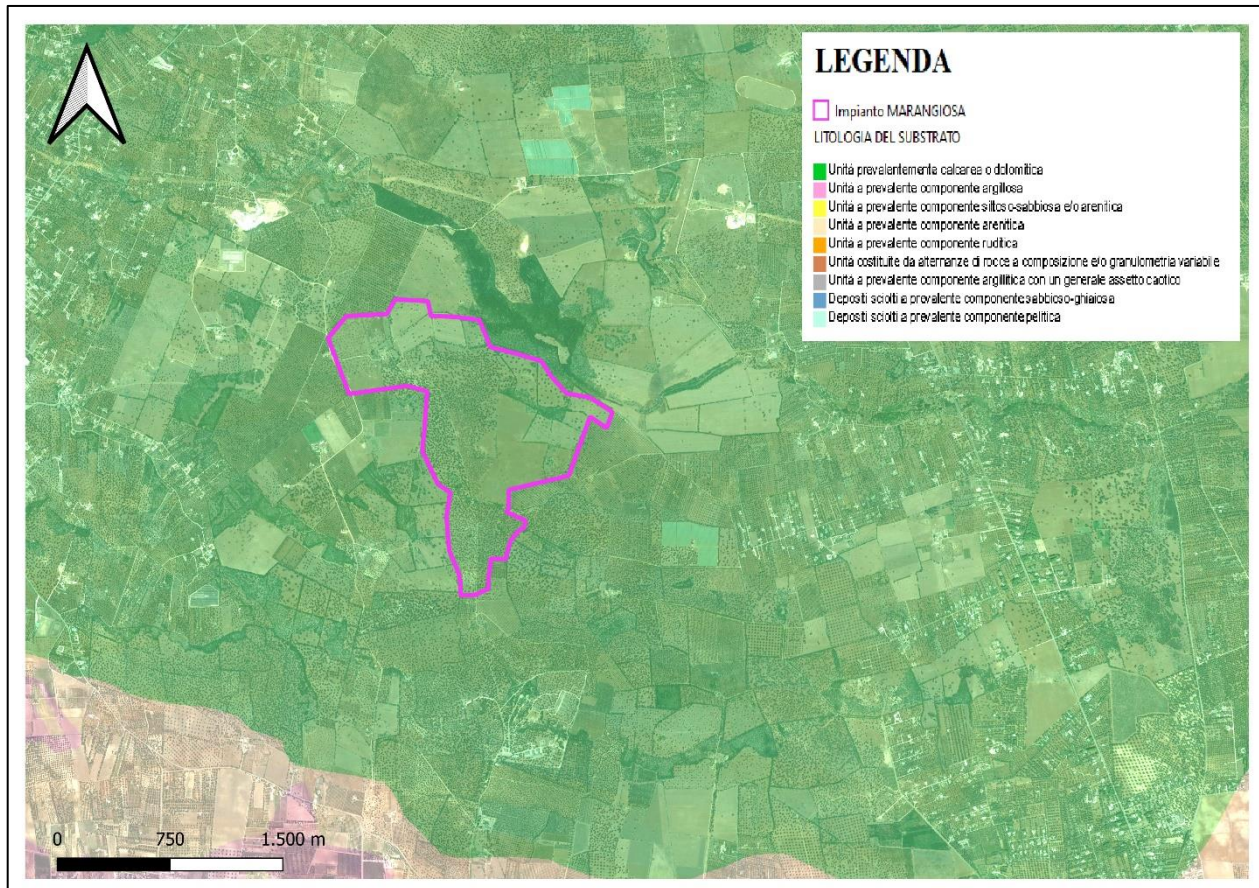 LEGENDA
Impianto MARANGIOSA
LITOLOGIA DEL SUBSTRATO
Unità prevalentemente calcarea o dolomitica
Unità a prevalente componente argillosa
Unità a prevalente componente siltoso-sabbiosa e/o arenitica
Unità a prevalente componente arenitica
Unità a prevalente componente ruditica
Unità costituite da alternanze di rocce a composizione e/o granulometria variabile
Unità a prevalente componente argillitica con un generale assetto caotico
Depositi sciolti a prevalente componente sabbioso-ghiaiosa
Depositi sciolti a prevalente componente pelitica
0 750 1.500 m